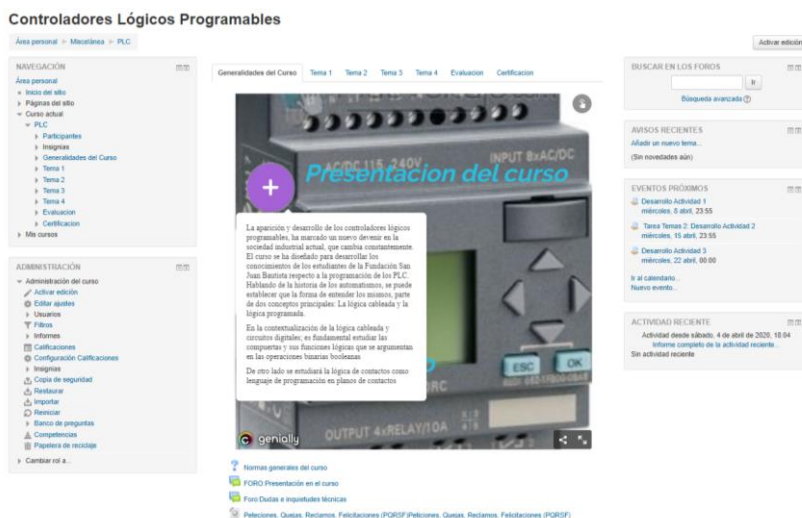 Controladores Lógicos Programables
Área personal
Miscelánea
PLC
Activar edición
NAVEGACIÓN
Área personal
Inicio del sitio
Páginas del sitio
Curso actual
PLC
Participantes
Insignias
Generalidades del Curso
Tema 1
Tema 2
Tema 3
Tema 4
Evaluacion
Certificacion
Mis cursos
ADMINISTRACIÓN
Administración del curso
Activar edición
Editar ajustes
Usuarios
Filtros
Informes
Calificaciones
Configuración Calificaciones
Insignias
Copia de seguridad
Restaurar
Importar
Reiniciar
Banco de preguntas
Competencias
Papelera de reciclaje
Cambiar rol a...
Generalidades del Curso Tema 1 Tema 2 Tema 3 Tema 4 Evaluacion Certificacion
AC/DC 115..240V
INPUT 8xAC/DC
Presentacion del curso
La aparición y desarrollo de los controladores lógicos
programables, ha marcado un nuevo devenir en la
sociedad industrial actual, que cambia constantemente.
El curso se ha diseñado para desarrollar los
conocimientos de los estudiantes de la Fundación San
Juan Bautista respecto a la programación de los PLC.
Hablando de la historia de los automatismos, se puede
establecer que la forma de entender los mismos, parte
de dos conceptos principales: La lógica cableada y la
lógica programada.
En la contextualización de la lógica cableada y
circuitos digitales; es fundamental estudiar las
compuertas y sus funciones lógicas que se argumentan
en las operaciones binarias booleanas
De otro lado se estudiará la lógica de contactos como
lenguaje de programación en planos de contactos
ESC
OK
OUTPUT 4xRELAY/10A
genially
Normas generales del curso
FORO Presentación en el curso
Foro Dudas e inquietudes técnicas
Peteciones, Quejas, Reclamos, Felicitaciones (PQRSF)Peticiones, Quejas, Reclamos, Felicitaciones (PQRSF)
BUSCAR EN LOS FOROS
Ir
Búsqueda avanzada
AVISOS RECIENTES
Añadir un nuevo tema...
(Sin novedades aún)
EVENTOS PRÓXIMOS
Desarrollo Actividad 1
miércoles, 8 abril, 23:55
Tarea Temas 2: Desarrollo Actividad 2
miércoles, 15 abril, 23:55
Desarrollo Actividad 3
miércoles, 22 abril, 00:00
Ir al calendario...
Nuevo evento...
ACTIVIDAD RECIENTE
Actividad desde sábado, 4 de abril de 2020, 18:04
Informe completo de la actividad reciente...
Sin actividad reciente